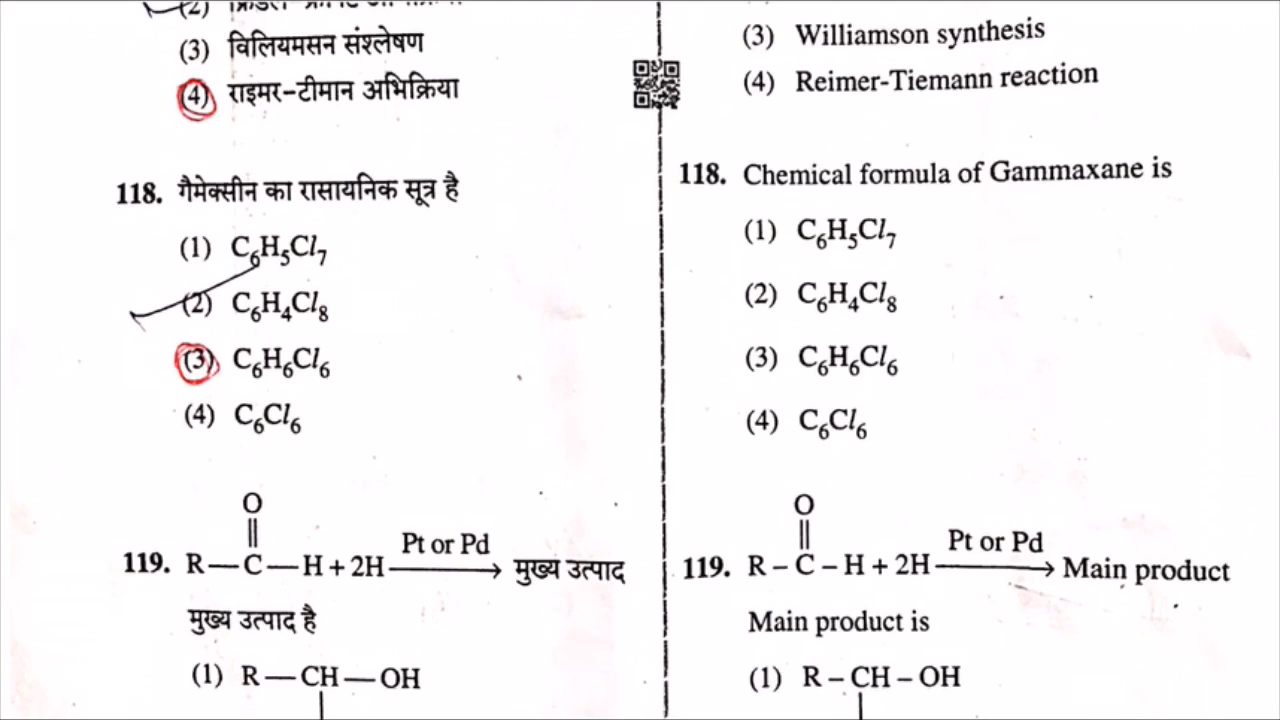 (2)
(3) विलियमसन संश्लेषण
(4) राइमर-टीमान अभिक्रिया
118. गैमेक्सीन का रासायनिक सूत्र है
(1) C₆H₅Cl₇
(2) C₆H₄Cl₈
(3) C₆H₆Cl₆
(4) C₆Cl₆
O
||
119. R—C—H + 2H —Pt or Pd→ मुख्य उत्पाद
मुख्य उत्पाद है
(1) R—CH—OH
(3) Williamson synthesis
(4) Reimer-Tiemann reaction
118. Chemical formula of Gammaxane is
(1) C₆H₅Cl₇
(2) C₆H₄Cl₈
(3) C₆H₆Cl₆
(4) C₆Cl₆
O
||
119. R – C – H + 2H —Pt or Pd→ Main product
Main product is
(1) R – CH – OH